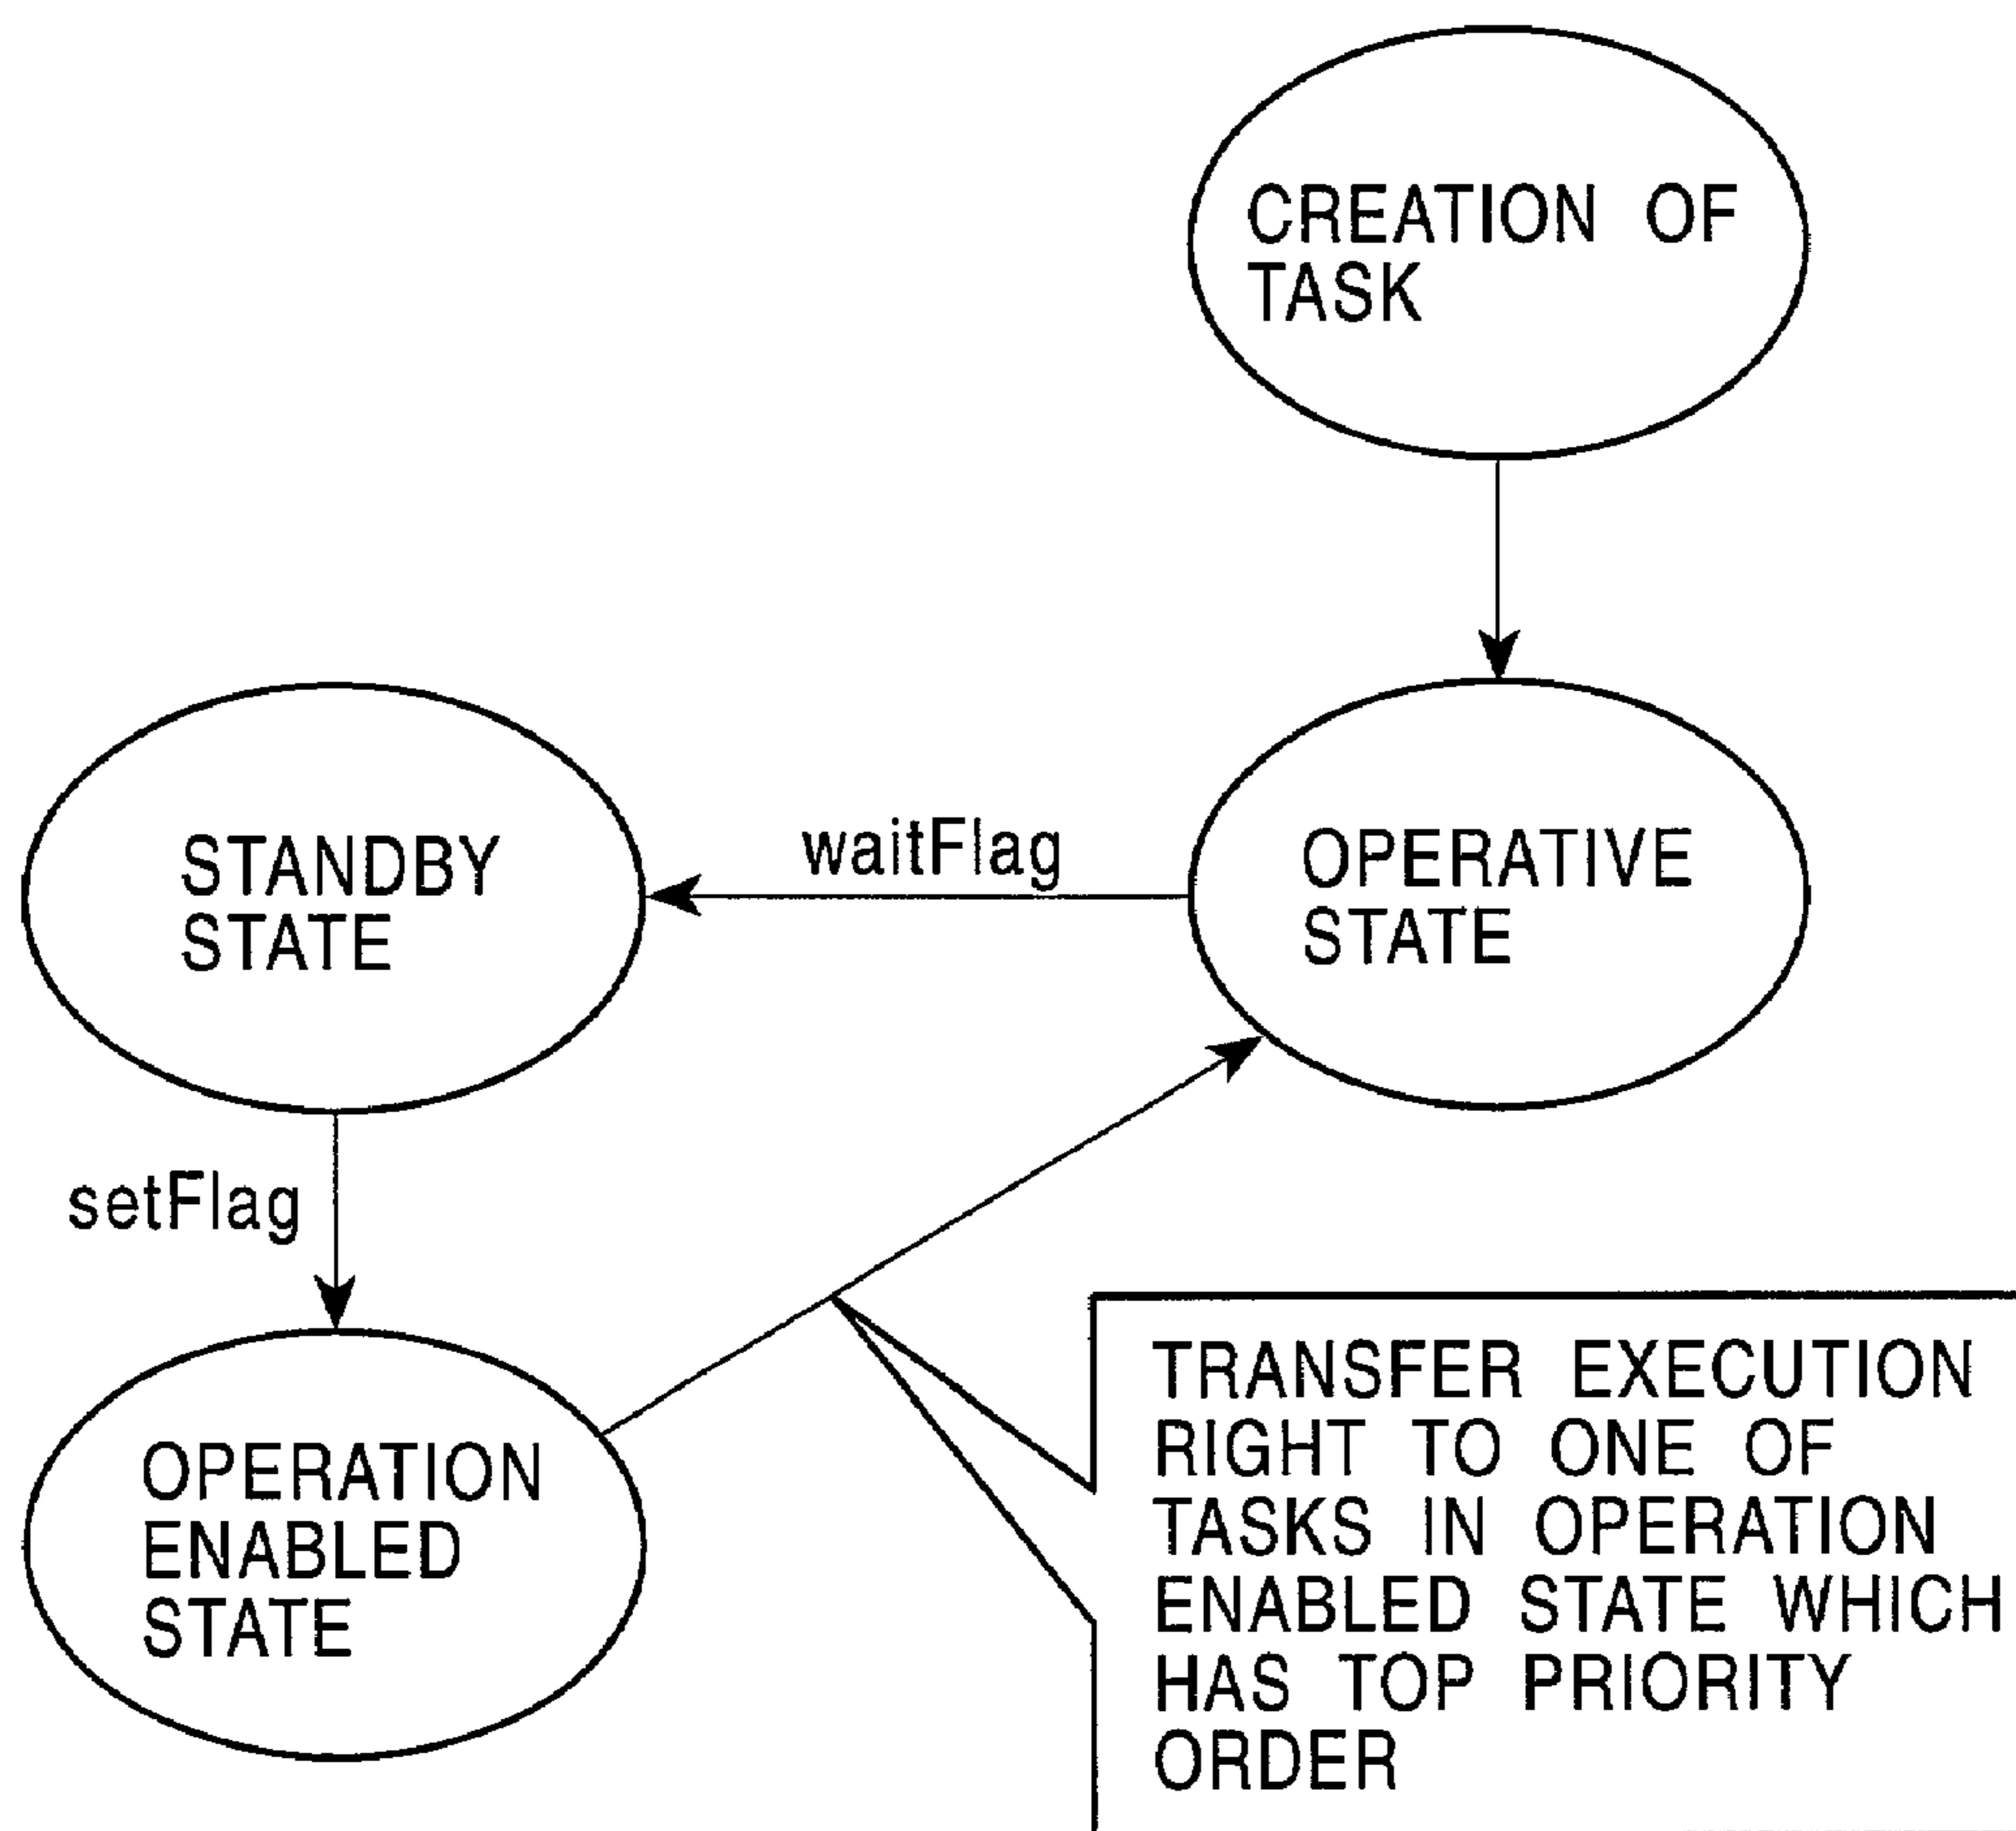 CREATION OF
TASK
STANDBY
STATE
waitFlag
OPERATIVE
STATE
setFlag
OPERATION
ENABLED
STATE
TRANSFER EXECUTION
RIGHT TO ONE OF
TASKS IN OPERATION
ENABLED STATE WHICH
HAS TOP PRIORITY
ORDER